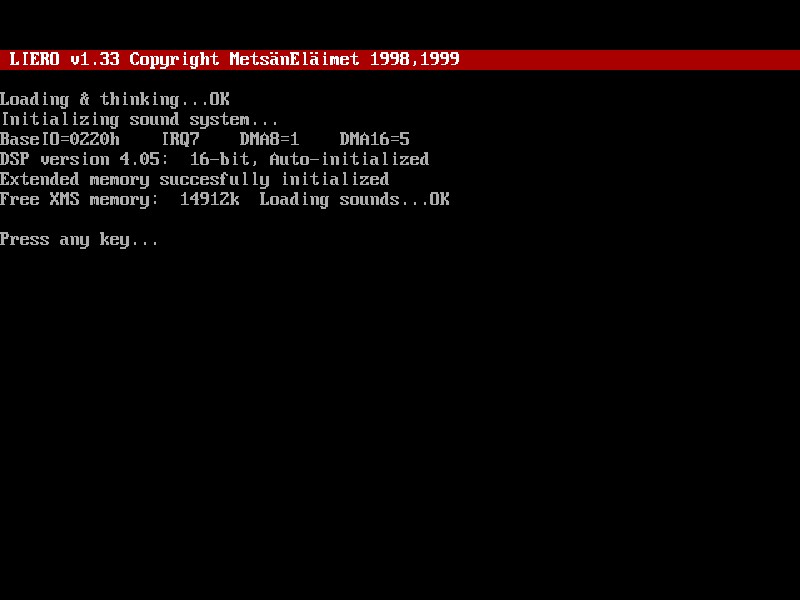 LIERO v1.33 Copyright MetsänEläimet 1998,1999
Loading & thinking...OK
Initializing sound system...
BaseIO=0220h    IRQ7    DMA8=1    DMA16=5
DSP version 4.05:  16-bit, Auto-initialized
Extended memory succesfully initialized
Free XMS memory:  14912k  Loading sounds...OK
Press any key...